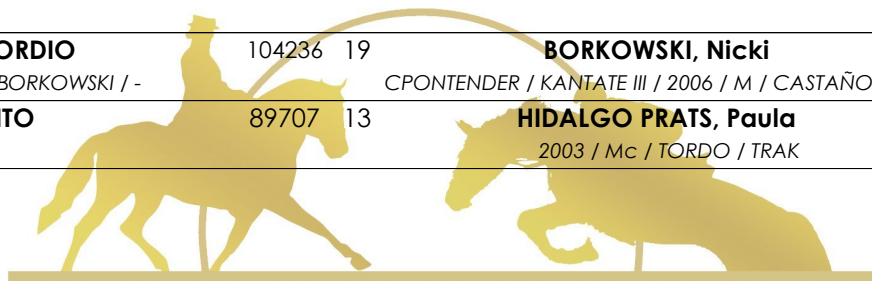 ORDIO 104236 19 BORKOWSKI, Nicki
BORKOWSKI / - CPONTENDER / KANTATE III / 2006 / M / CASTAÑO
ITO 89707 13 HIDALGO PRATS, Paula
2003 / Mc / TORDO / TRAK